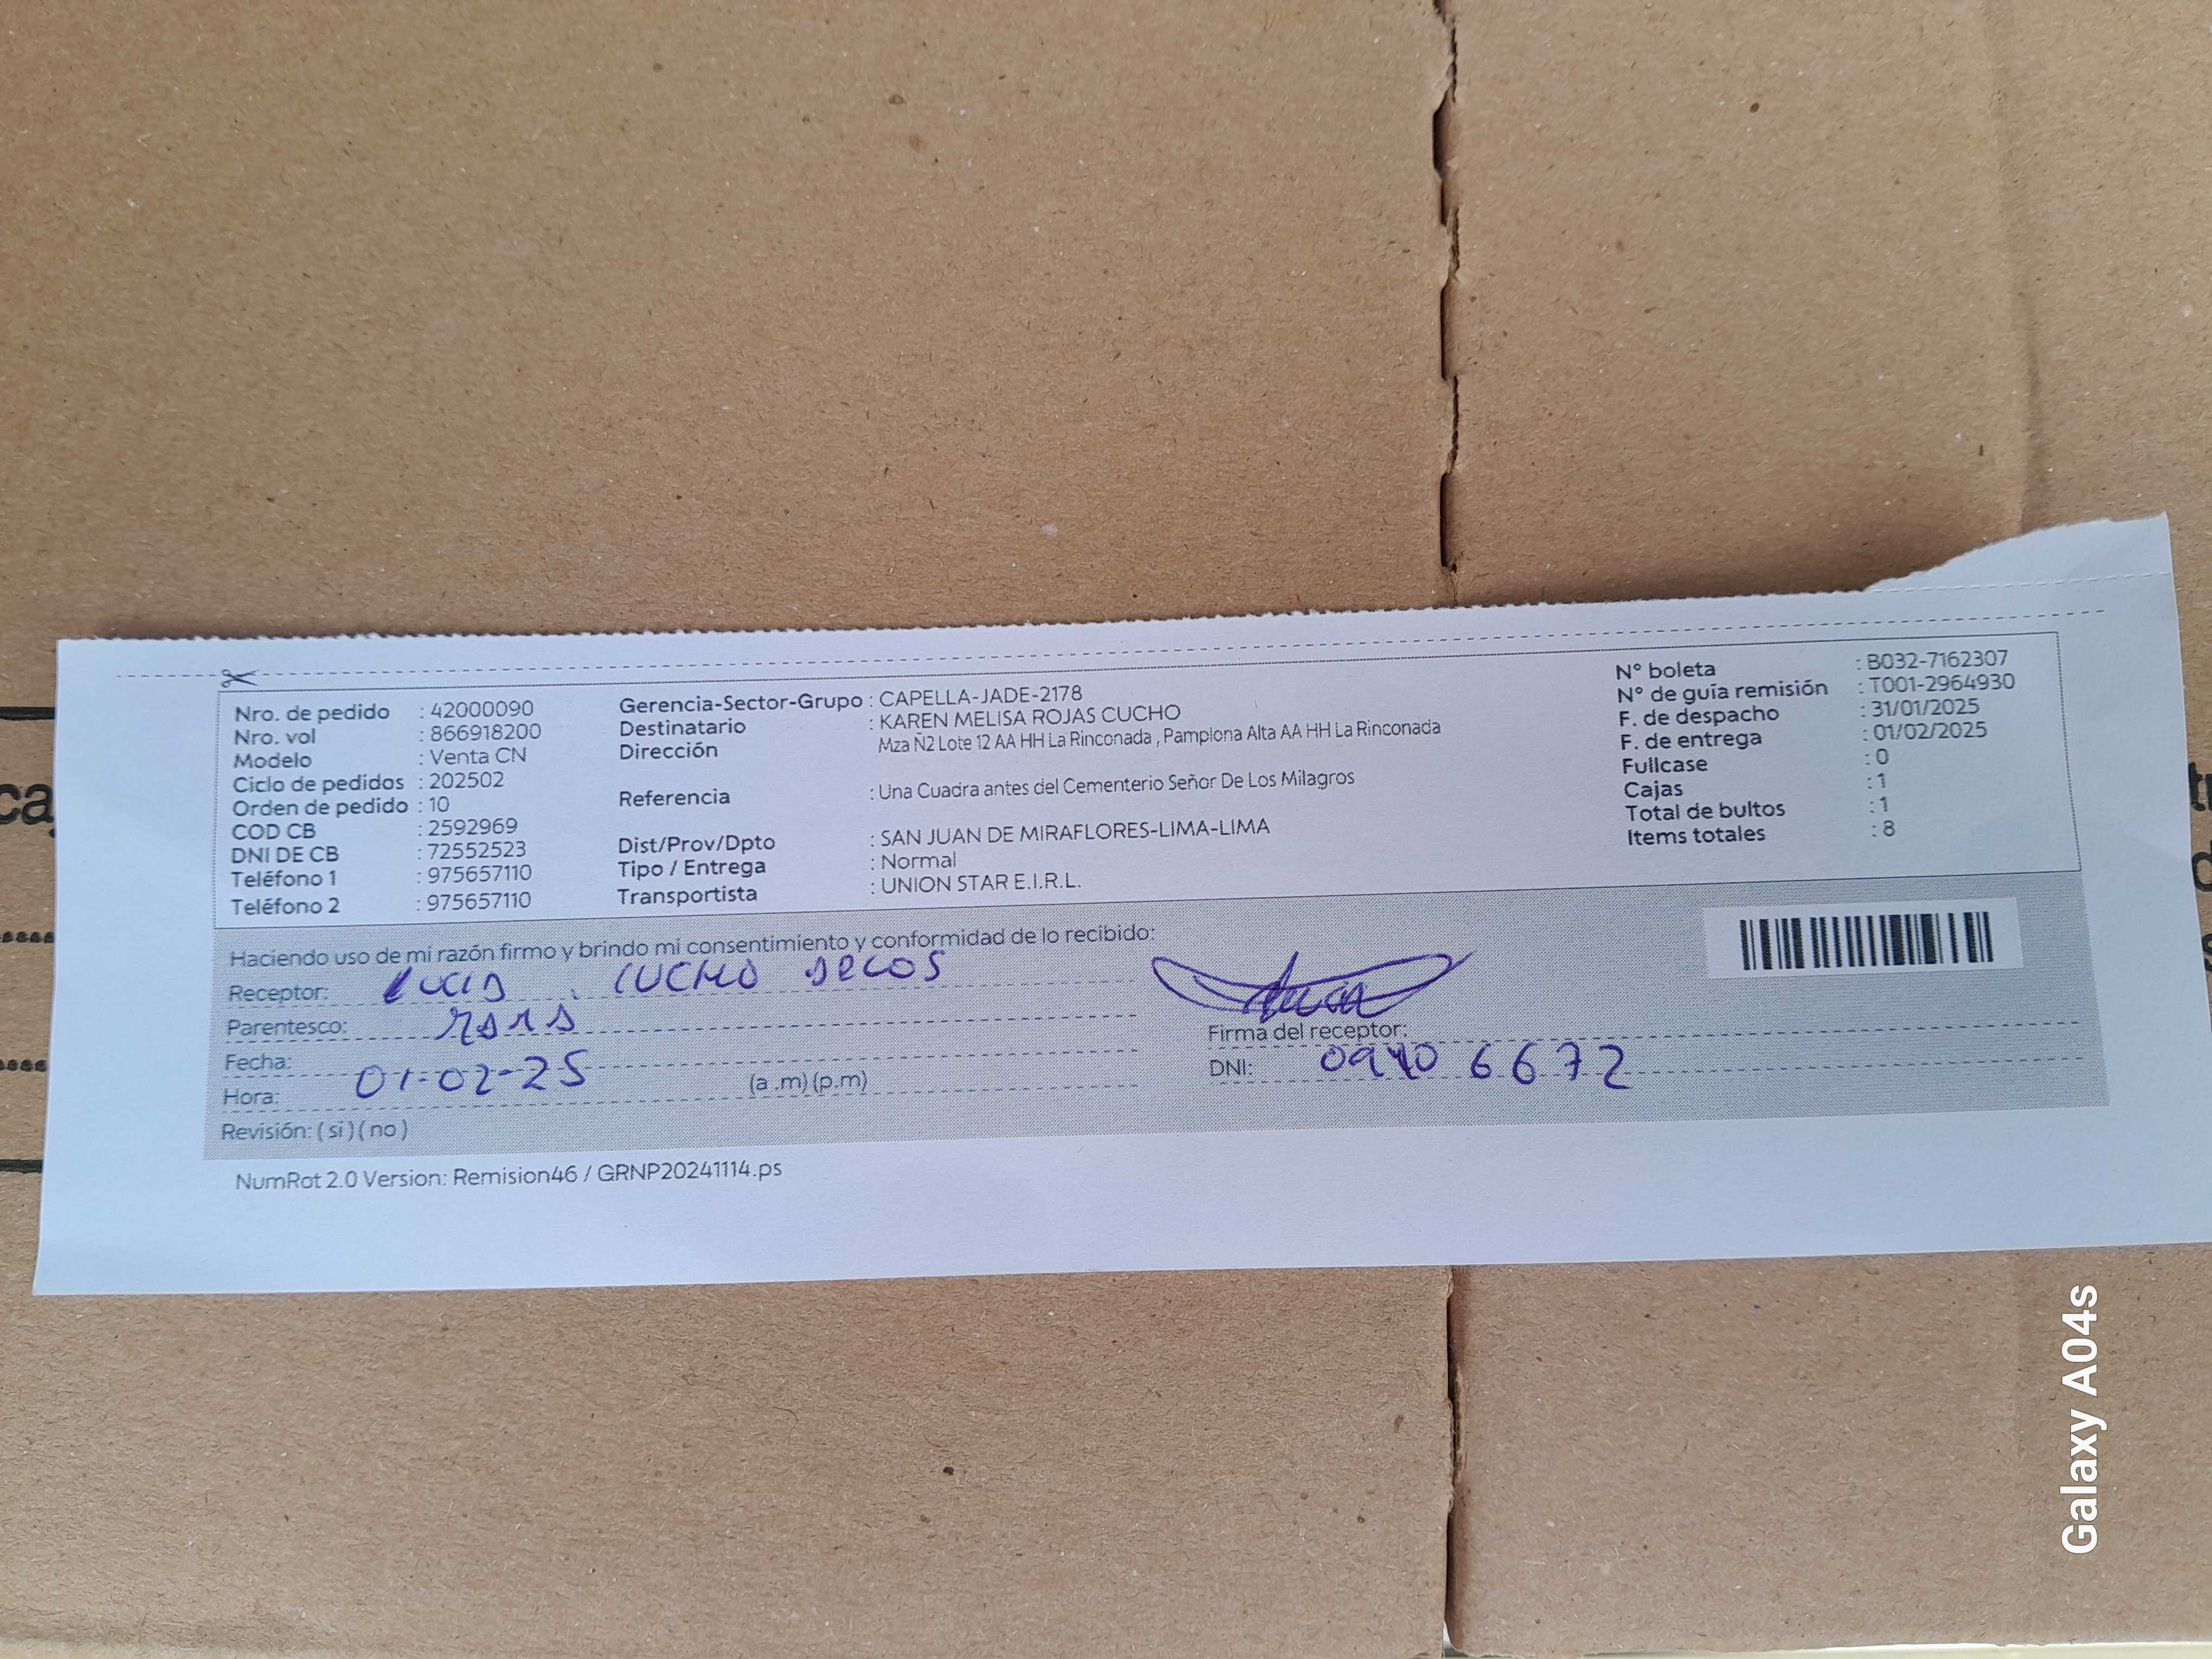 Nro. de pedido : 42000090
Nro. vol : 866918200
Modelo : Venta CN
Ciclo de pedidos : 202502
Orden de pedido : 10
COD CB : 2592969
DNI DE CB : 72552523
Teléfono 1 : 975657110
Teléfono 2 : 975657110
Gerencia-Sector-Grupo : CAPELLA-JADE-2178
Destinatario : KAREN MELISA ROJAS CUCHO
Dirección Mza Ñ2 Lote 12 AA HH La Rinconada , Pamplona Alta AA HH La Rinconada
Referencia : Una Cuadra antes del Cementerio Señor De Los Milagros
Dist/Prov/Dpto : SAN JUAN DE MIRAFLORES-LIMA-LIMA
Tipo / Entrega : Normal
Transportista : UNION STAR E.I.R.L.
N° boleta : B032-7162307
N° de guía remisión : T001-2964930
F. de despacho : 31/01/2025
F. de entrega : 01/02/2025
Fullcase : 0
Cajas : 1
Total de bultos : 1
Items totales : 8
Haciendo uso de mi razón firmo y brindo mi consentimiento y conformidad de lo recibido:
Receptor: LUCIA CUCHO
Parentesco:
Fecha: 01-02-25
Hora: (a .m) (p.m)
Revisión: ( si ) ( no )
Firma del receptor:
DNI: 6672
NumRot 2.0 Version: Remision46 / GRNP20241114.ps
Galaxy A04s